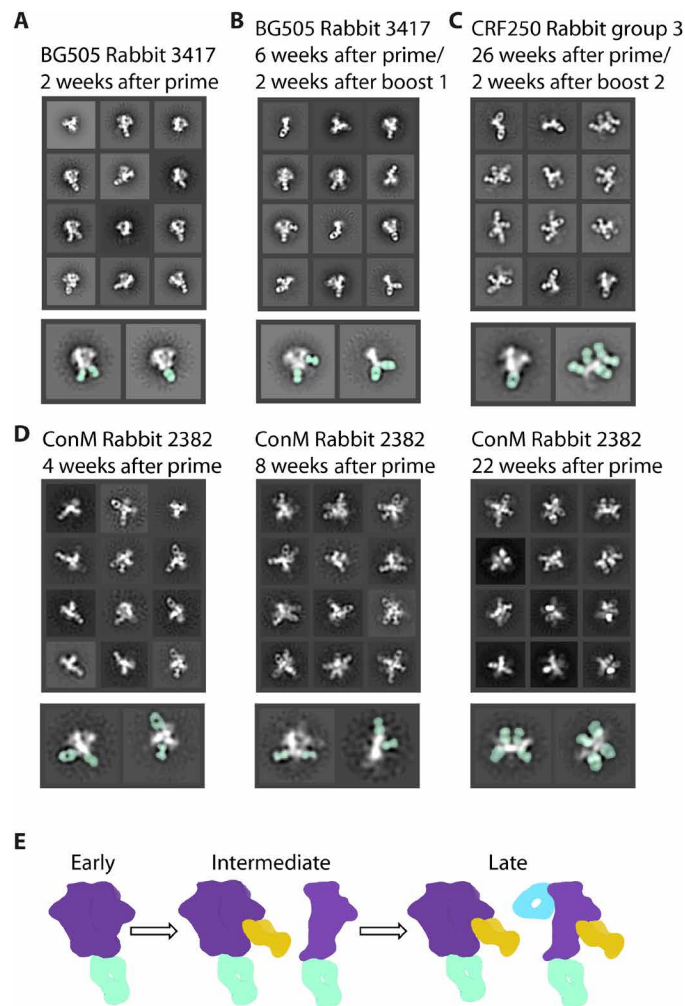 A
BG505 Rabbit 3417
2 weeks after prime
B
BG505 Rabbit 3417
6 weeks after prime/
2 weeks after boost 1
C
CRF250 Rabbit group 3
26 weeks after prime/
2 weeks after boost 2
D
ConM Rabbit 2382
4 weeks after prime
ConM Rabbit 2382
8 weeks after prime
ConM Rabbit 2382
22 weeks after prime
E
Early
Intermediate
Late